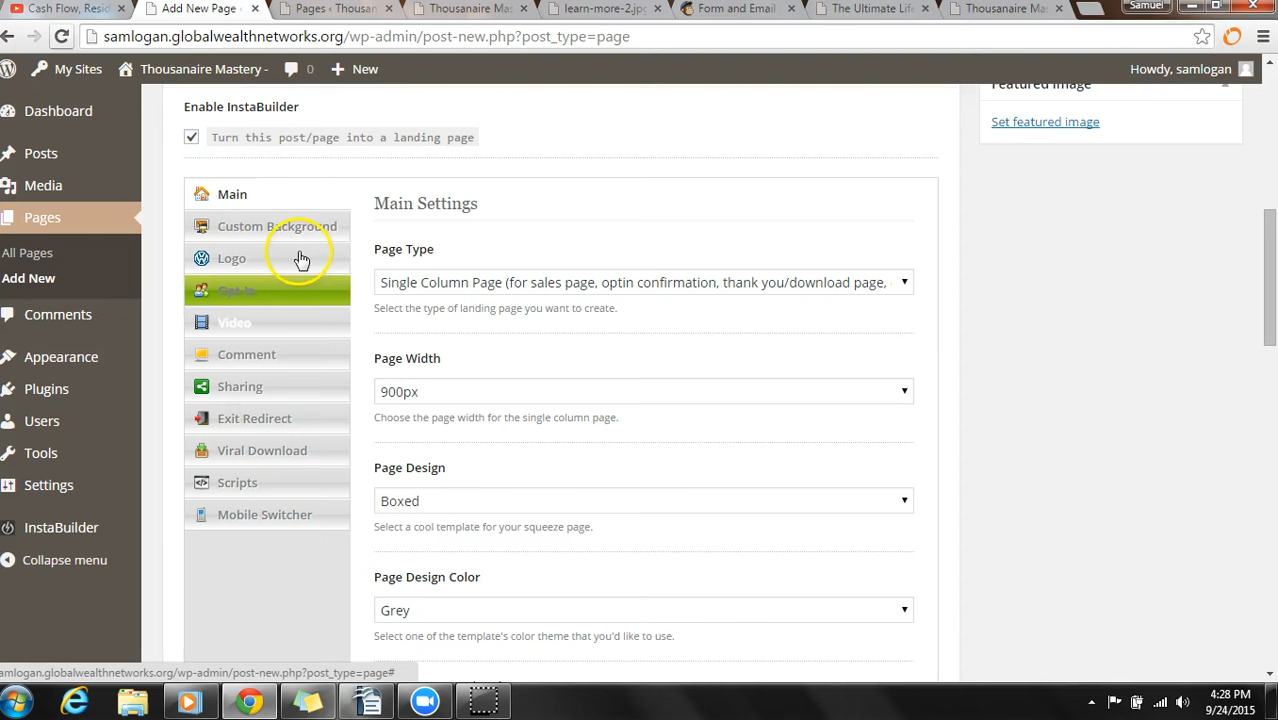 Cash Flow, Resid
Add New Page
Pages ‹ Thousan
Thousanaire Mast
learn-more-2.jpg
Form and Email
The Ultimate Life
Thousanaire Mas
Samuel
samlogan.globalwealthnetworks.org/wp-admin/post-new.php?post_type=page
My Sites
Thousanaire Mastery -
0
New
Howdy, samlogan
Dashboard
Posts
Media
Pages
All Pages
Add New
Comments
Appearance
Plugins
Users
Tools
Settings
InstaBuilder
Collapse menu
Enable InstaBuilder
Turn this post/page into a landing page
Main
Custom Background
Logo
Opt-In
Video
Comment
Sharing
Exit Redirect
Viral Download
Scripts
Mobile Switcher
Main Settings
Page Type
Single Column Page (for sales page, optin confirmation, thank you/download page,
Select the type of landing page you want to create.
Page Width
900px
Choose the page width for the single column page.
Page Design
Boxed
Select a cool template for your squeeze page.
Page Design Color
Grey
Select one of the template's color theme that you'd like to use.
Featured Image
Set featured image
samlogan.globalwealthnetworks.org/wp-admin/post-new.php?post_type=page#
4:28 PM
9/24/2015